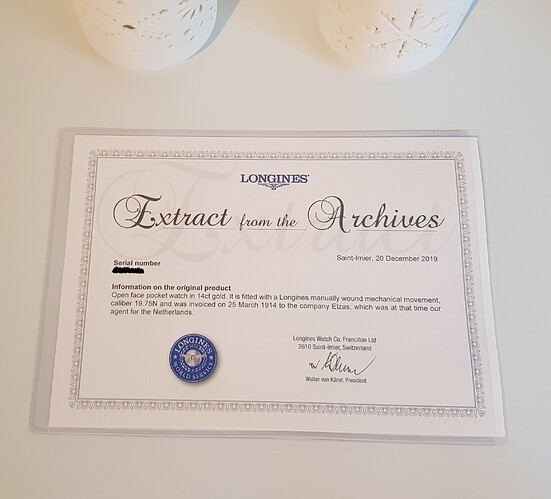 LONGINES
Extract from the Archives
Saint-Imier, 20 December 2019
Serial number
Information on the original product
Open face pocket watch in 14ct gold. It is fitted with a Longines manually wound mechanical movement,
caliber 19.75N and was invoiced on 25 March 1914 to the company Elzas, which was at that time our
agent for the Netherlands.
Longines Watch Co. Francillon Ltd
2610 Saint-Imier, Switzerland
Walter von Känel, President
LONGINES
WORLD SERVICE